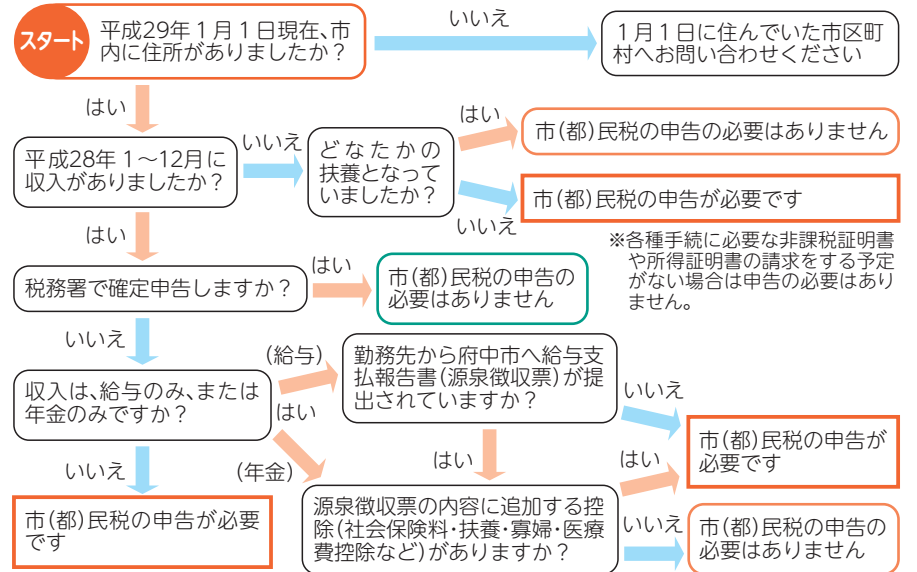 スタート
平成29年1月1日現在、市
内に住所がありましたか？
いいえ
1月1日に住んでいた市区町
村へお問い合わせください
はい
平成28年1～12月に
収入がありましたか？
いいえ
どなたかの
扶養となって
いましたか？
はい
市(都)民税の申告の必要はありません
いいえ
市(都)民税の申告が必要です
※各種手続に必要な非課税証明書
や所得証明書の請求をする予定
がない場合は申告の必要はあり
ません。
はい
税務署で確定申告しますか？
はい
市(都)民税の申告の
必要はありません
いいえ
収入は、給与のみ、または
年金のみですか？
(給与)
はい
(年金)
勤務先から府中市へ給与支
払報告書(源泉徴収票)が提
出されていますか？
いいえ
市(都)民税の申告が
必要です
いいえ
市(都)民税の申告が必要
です
はい
源泉徴収票の内容に追加する控
除(社会保険料・扶養・寡婦・医療
費控除など)がありますか？
はい
いいえ
市(都)民税の申告の
必要はありません